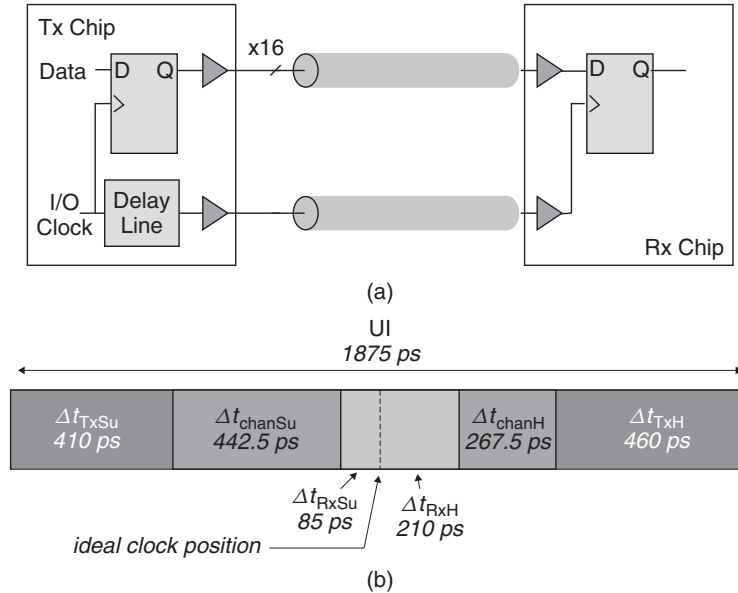 Tx Chip
x16
Data
D Q
D Q
I/O
Clock
Delay
Line
Rx Chip
(a)
UI
1875 ps
Δt_TxSu
410 ps
Δt_chanSu
442.5 ps
Δt_chanH
267.5 ps
Δt_TxH
460 ps
Δt_RxSu
85 ps
Δt_RxH
210 ps
ideal clock position
(b)